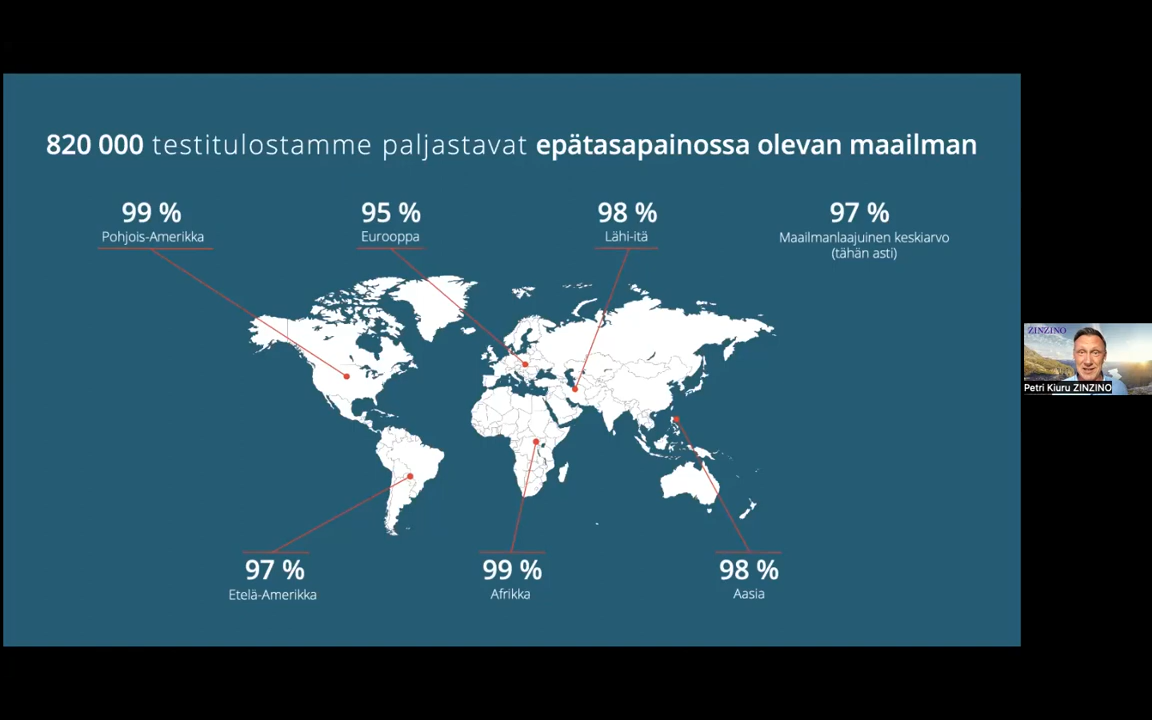 820 000 testitulostamme paljastavat epätasapainossa olevan maailman
99 %
Pohjois-Amerikka
95 %
Eurooppa
98 %
Lähi-itä
97 %
Maailmanlaajuinen keskiarvo
(tähän asti)
ZINZINO
Petri Kiuru ZINZINO
97 %
Etelä-Amerikka
99 %
Afrikka
98 %
Aasia